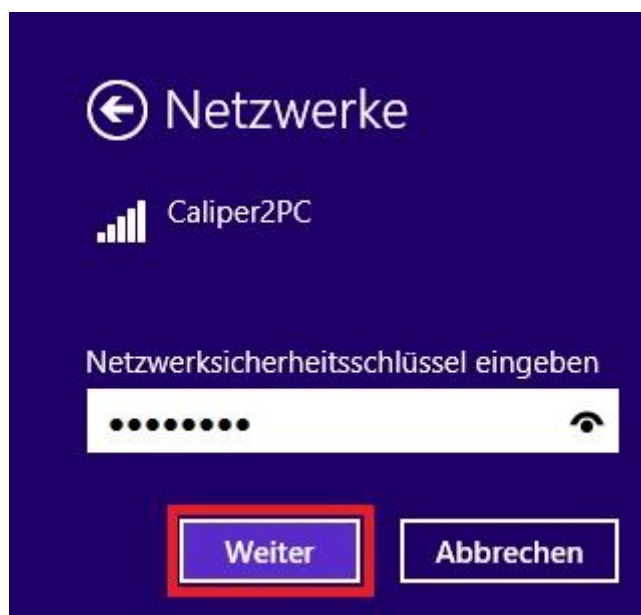 Netzwerke
Caliper2PC
Netzwerksicherheitsschlüssel eingeben
••••••••
Weiter
Abbrechen